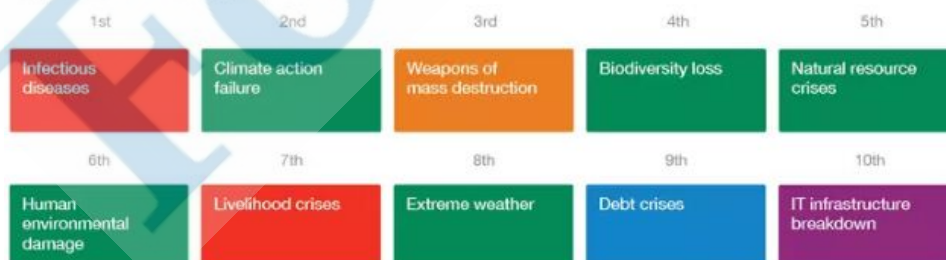 1st 2nd 3rd 4th 5th
Infectious diseases
Climate action failure
Weapons of mass destruction
Biodiversity loss
Natural resource crises
6th 7th 8th 9th 10th
Human environmental damage
Livelihood crises
Extreme weather
Debt crises
IT infrastructure breakdown